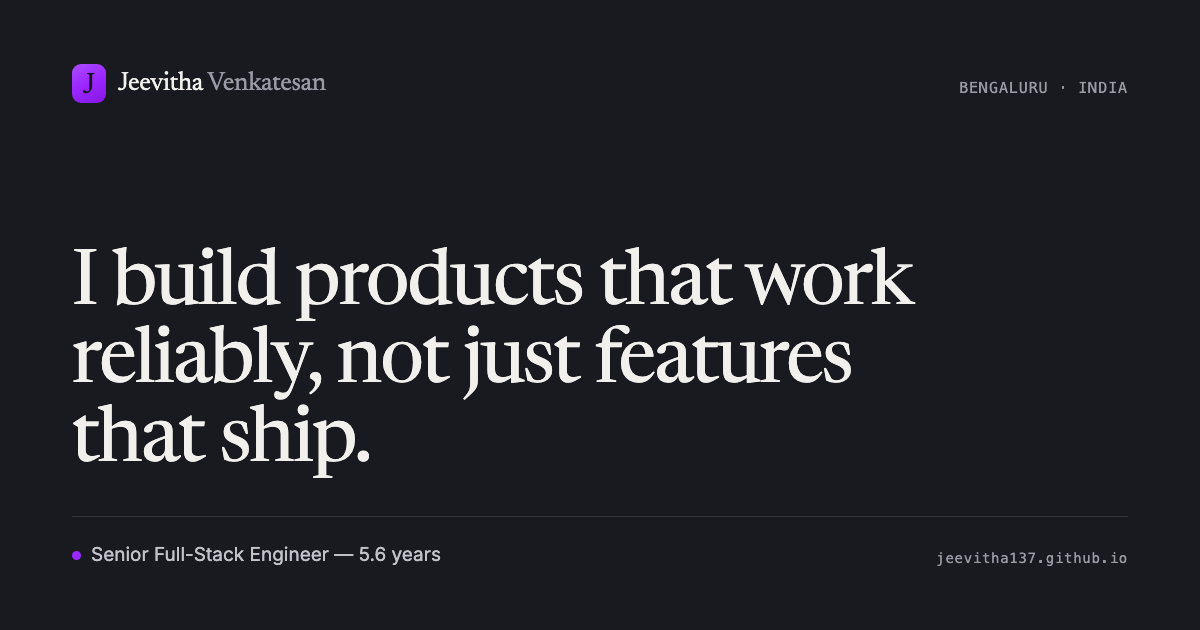 J Jeevitha Venkatesan
BENGALURU · INDIA
I build products that work
reliably, not just features
that ship.
Senior Full-Stack Engineer — 5.6 years
jeevitha137.github.io